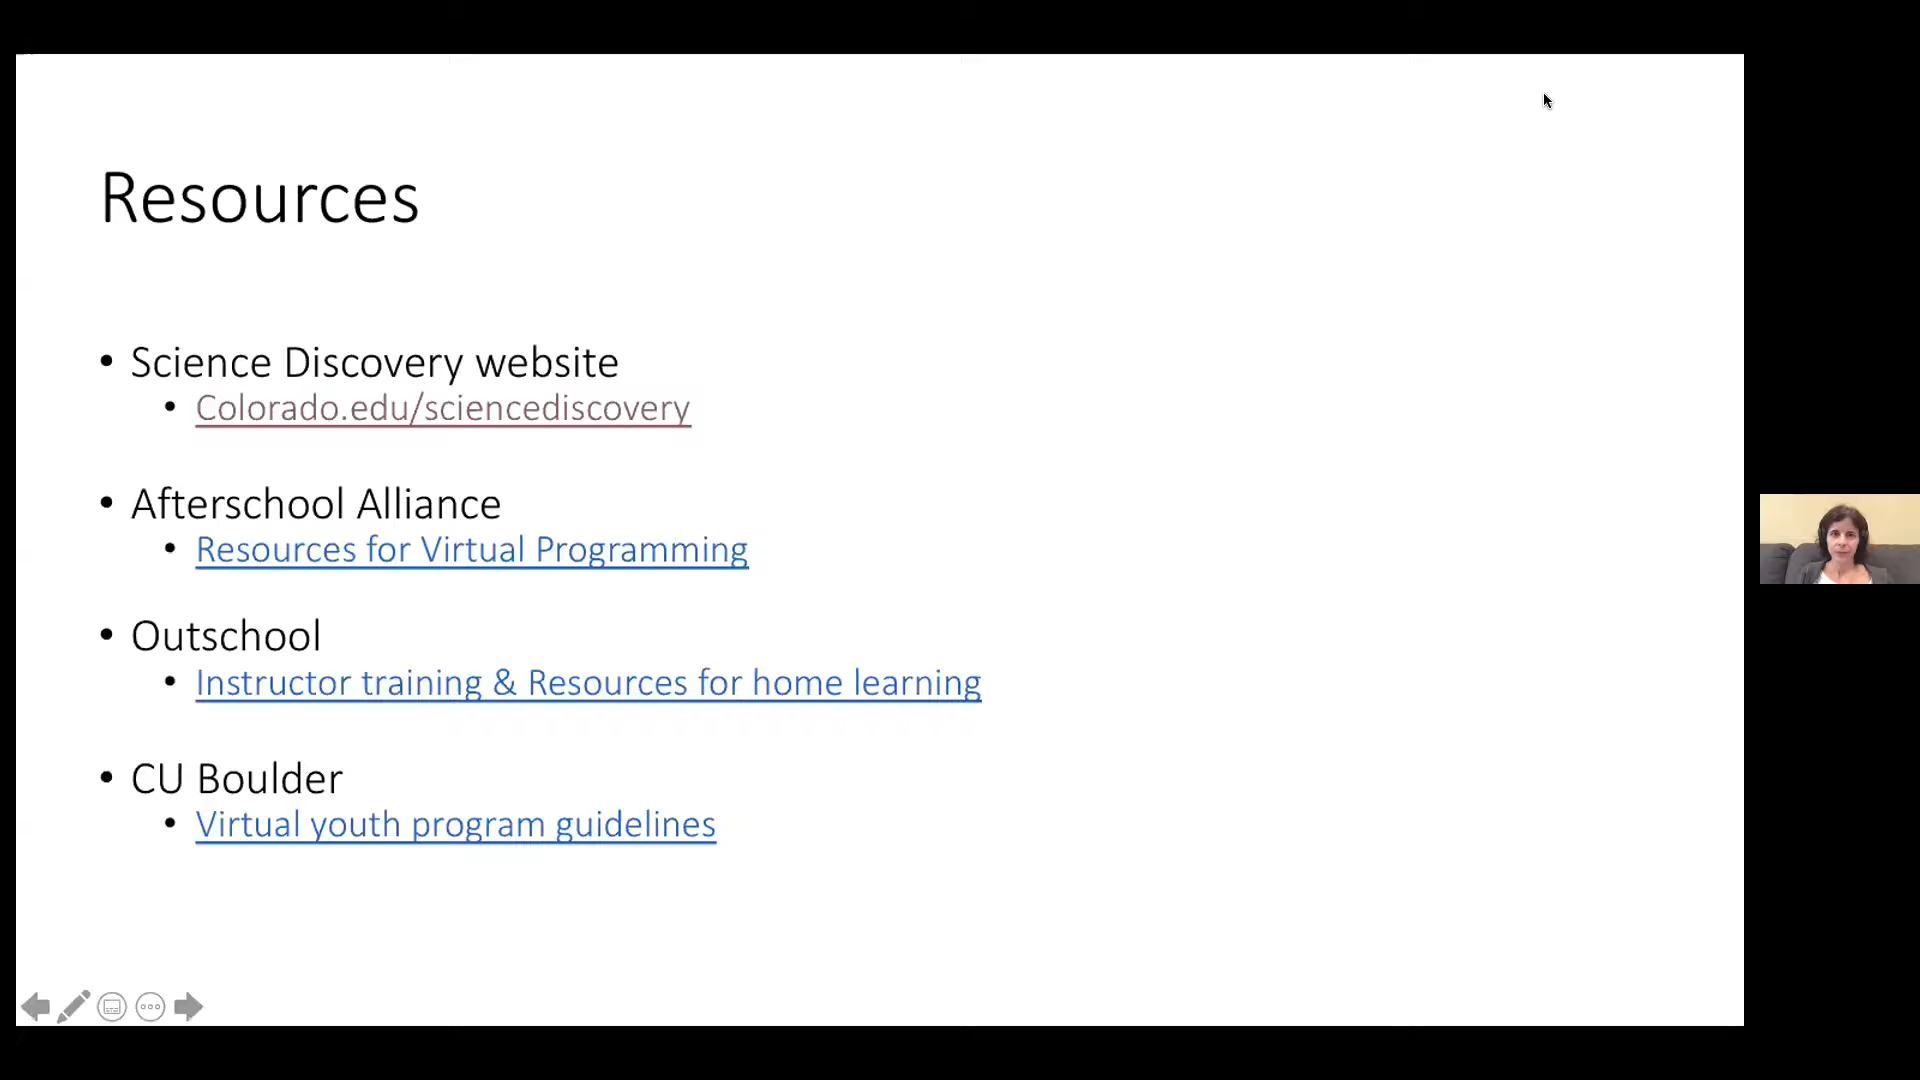 Resources
• Science Discovery website
• Colorado.edu/sciencediscovery
• Afterschool Alliance
• Resources for Virtual Programming
• Outschool
• Instructor training & Resources for home learning
• CU Boulder
• Virtual youth program guidelines